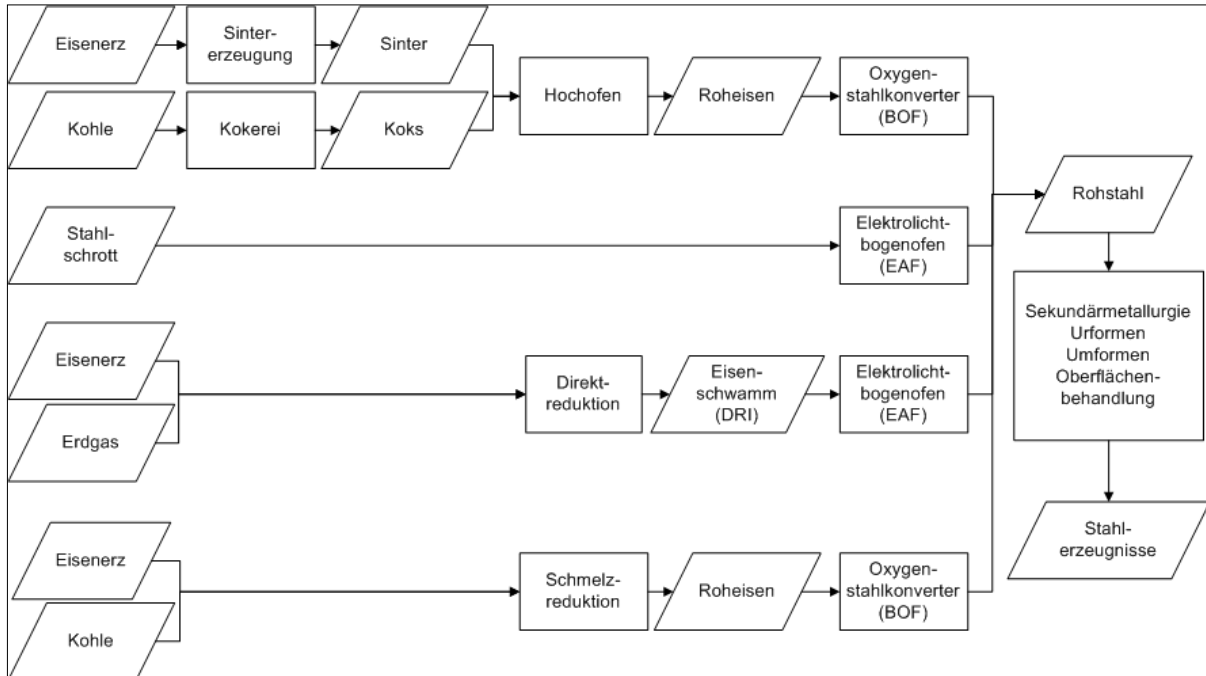 Eisenerz
Sinter-
erzeugung
Sinter
Kohle
Kokerei
Koks
Hochofen
Roheisen
Oxygen-
stahlkonverter
(BOF)
Stahl-
schrott
Elektrolicht-
bogenofen
(EAF)
Eisenerz
Erdgas
Direkt-
reduktion
Eisen-
schwamm
(DRI)
Elektrolicht-
bogenofen
(EAF)
Eisenerz
Kohle
Schmelz-
reduktion
Roheisen
Oxygen-
stahlkonverter
(BOF)
Rohstahl
Sekundärmetallurgie
Urformen
Umformen
Oberflächen-
behandlung
Stahl-
erzeugnisse